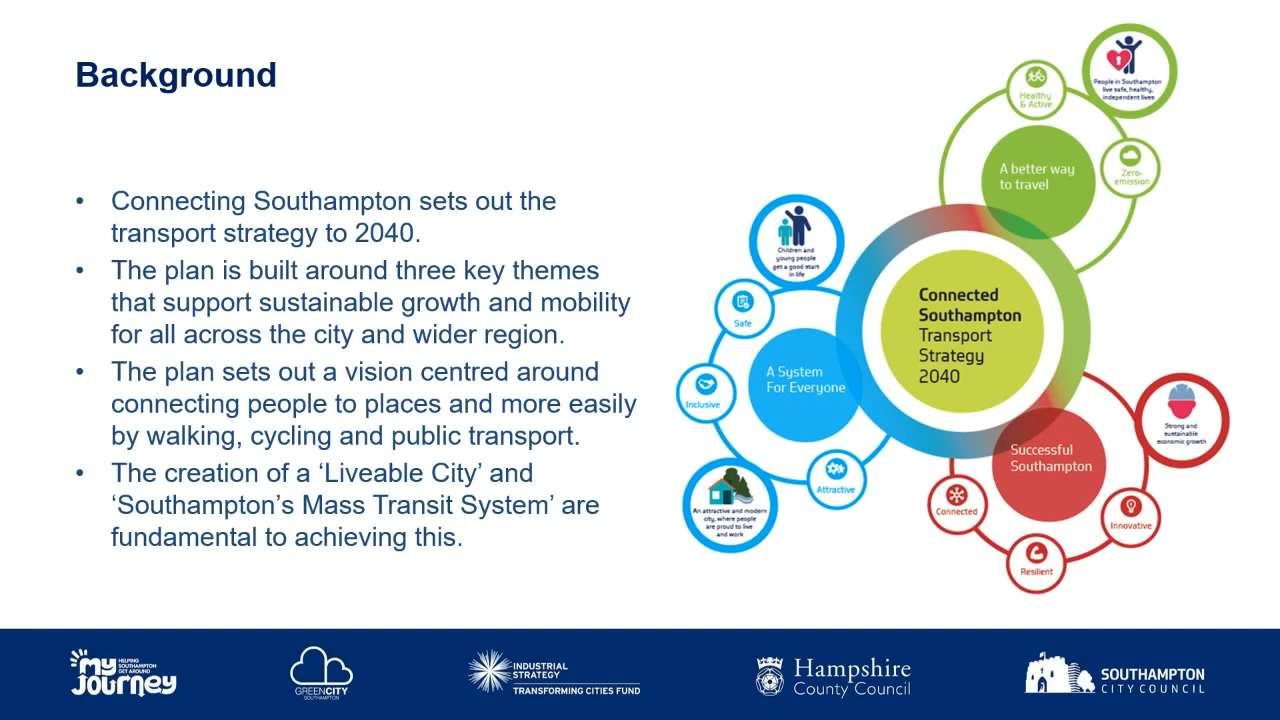 Background
• Connecting Southampton sets out the
transport strategy to 2040.
• The plan is built around three key themes
that support sustainable growth and mobility
for all across the city and wider region.
• The plan sets out a vision centred around
connecting people to places and more easily
by walking, cycling and public transport.
• The creation of a ‘Liveable City’ and
‘Southampton’s Mass Transit System’ are
fundamental to achieving this.
People in Southampton
live safe, healthy,
independent lives
Healthy
& Active
A better way
to travel
Zero-
emission
Children and
young people
get a good start
in life
Safe
A System
For Everyone
Inclusive
Attractive
An attractive and modern
city, where people
are proud to live
and work
Connected
Southampton
Transport
Strategy
2040
Strong and
sustainable
economic growth
Successful
Southampton
Connected
Innovative
Resilient
my
JOURNEY
HELPING
SOUTHAMPTON
GET AROUND
GREENCITY
SOUTHAMPTON
INDUSTRIAL
STRATEGY
TRANSFORMING CITIES FUND
Hampshire
County Council
SOUTHAMPTON
CITY COUNCIL